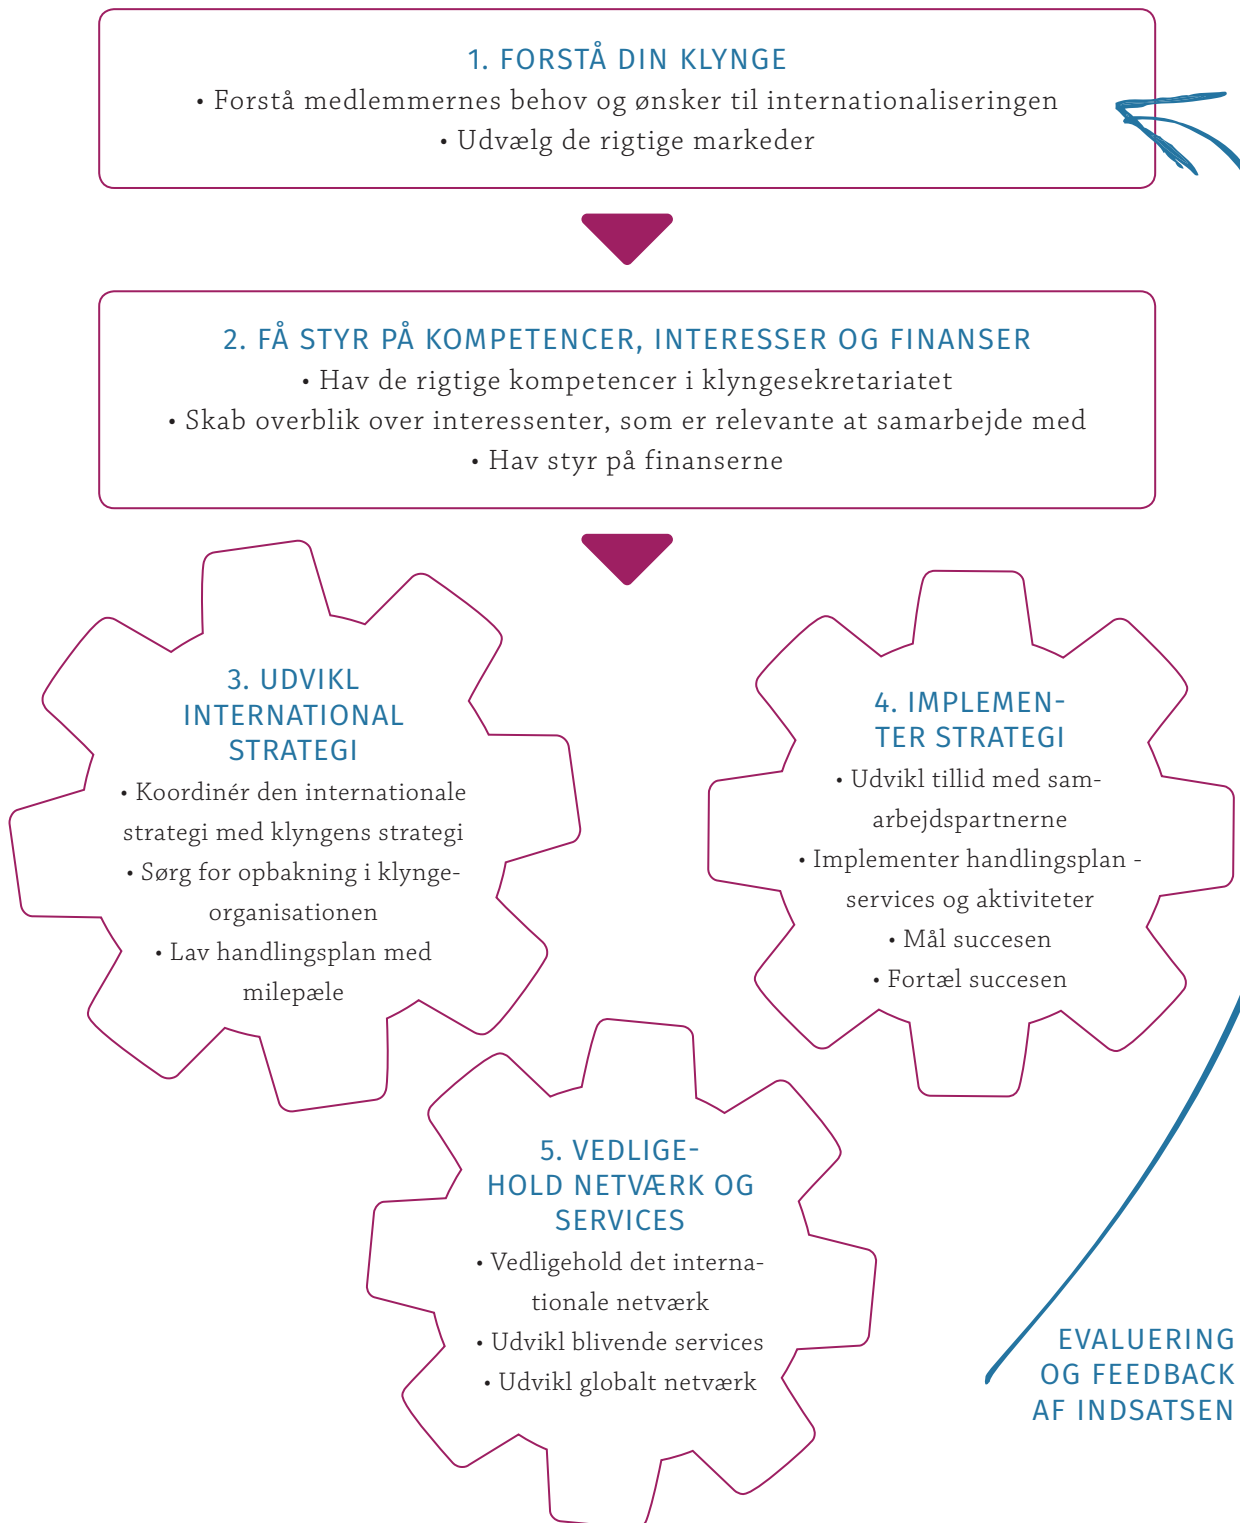 1. FORSTÅ DIN KLYNGE
• Forstå medlemmernes behov og ønsker til internationaliseringen
• Udvælg de rigtige markeder
2. FÅ STYR PÅ KOMPETENCER, INTERESSER OG FINANSER
• Hav de rigtige kompetencer i klyngesekretariatet
• Skab overblik over interessenter, som er relevante at samarbejde med
• Hav styr på finanserne
3. UDVIKL
INTERNATIONAL
STRATEGI
• Koordinér den internationale
strategi med klyngens strategi
• Sørg for opbakning i klynge-
organisationen
• Lav handlingsplan med
milepæle
4. IMPLEMEN-
TER STRATEGI
• Udvikl tillid med sam-
arbejdspartnerne
• Implementer handlingsplan -
services og aktiviteter
• Mål succesen
• Fortæl succesen
5. VEDLIGE-
HOLD NETVÆRK OG
SERVICES
• Vedligehold det interna-
tionale netværk
• Udvikl blivende services
• Udvikl globalt netværk
EVALUERING
OG FEEDBACK
AF INDSATSEN